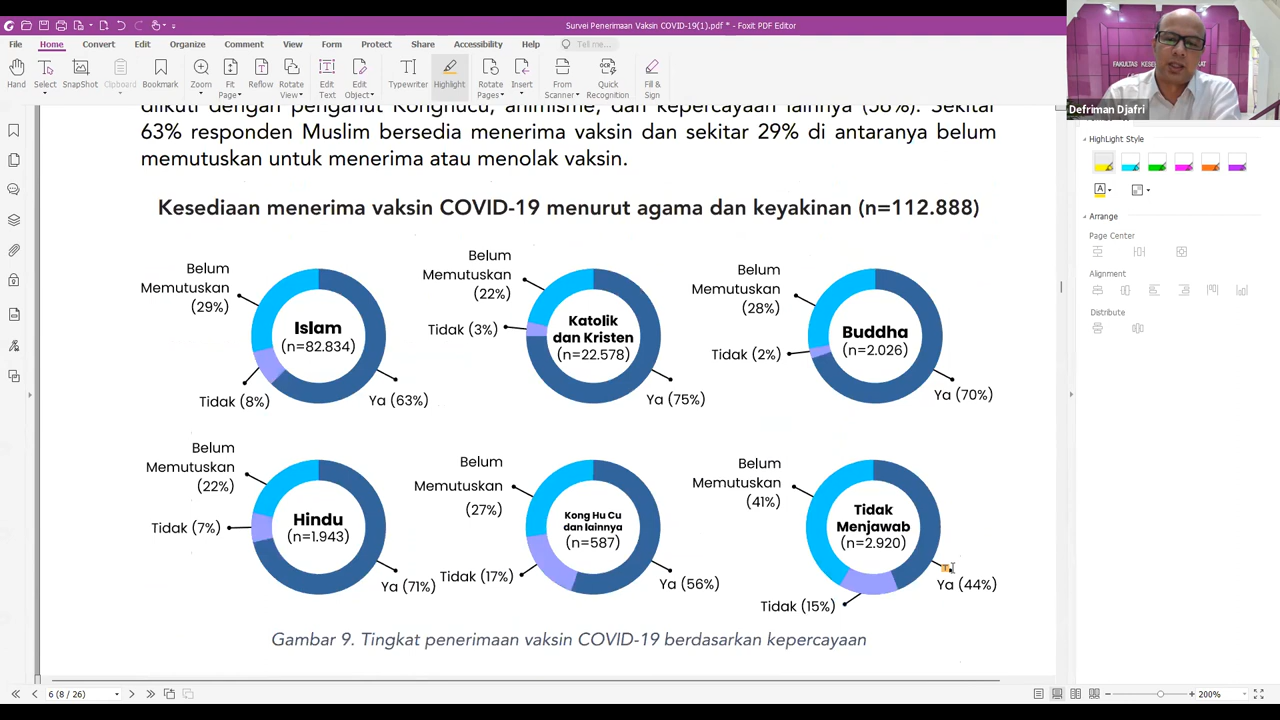 Survei Penerimaan Vaksin COVID-19(1).pdf * - Foxit PDF Editor
File Home Convert Edit Organize Comment View Form Protect Share Accessibility Help Tell me...
Hand Select SnapShot Clipboard Bookmark Zoom Fit Page Reflow Rotate Views Edit Text Edit Object Typewriter Highlight Rotate Pages Insert From Scanner Quick Recognition Fill & Sign
FAKULTAS
Defriman Djafri
HighLight Style
Arrange
Page Center
Alignment
Distribute
63% responden Muslim bersedia menerima vaksin dan sekitar 29% di antaranya belum
memutuskan untuk menerima atau menolak vaksin.
Kesediaan menerima vaksin COVID-19 menurut agama dan keyakinan (n=112.888)
Belum
Memutuskan
(29%)
Islam
(n=82.834)
Tidak (8%)
Ya (63%)
Belum
Memutuskan
(22%)
Tidak (3%)
Katolik
dan Kristen
(n=22.578)
Ya (75%)
Belum
Memutuskan
(28%)
Tidak (2%)
Buddha
(n=2.026)
Ya (70%)
Belum
Memutuskan
(22%)
Tidak (7%)
Hindu
(n=1.943)
Ya (71%)
Belum
Memutuskan
(27%)
Tidak (17%)
Kong Hu Cu
dan lainnya
(n=587)
Ya (56%)
Belum
Memutuskan
(41%)
Tidak
Menjawab
(n=2.920)
Tidak (15%)
Ya (44%)
Gambar 9. Tingkat penerimaan vaksin COVID-19 berdasarkan kepercayaan
6 (8 / 26)
200%